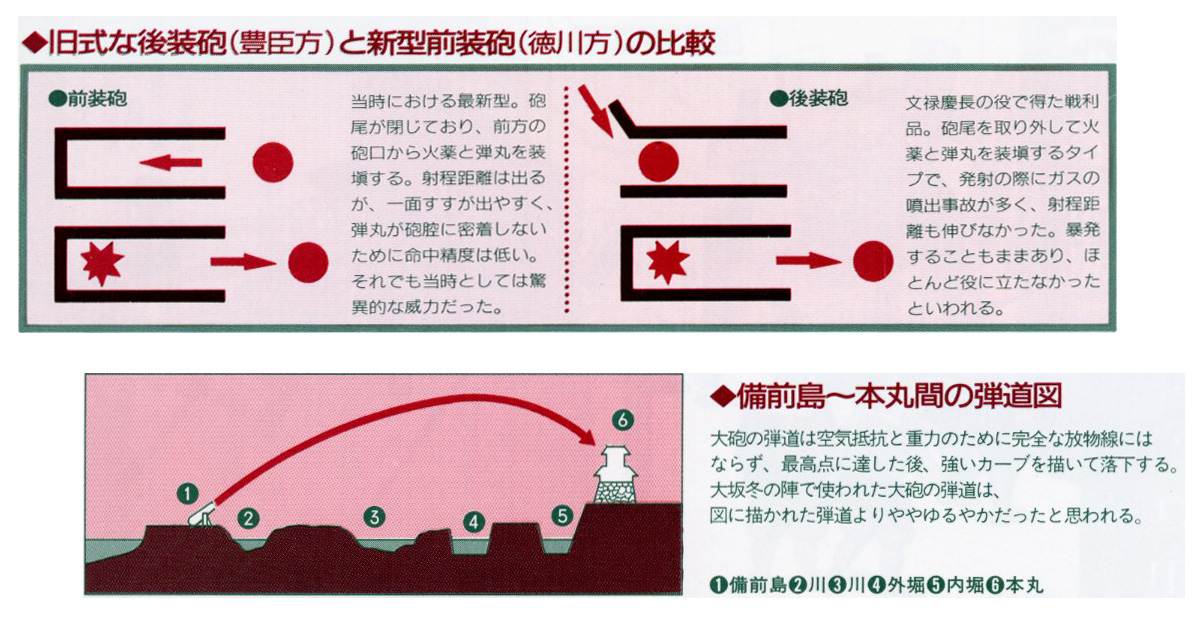 ◆旧式な後装砲(豊臣方)と新型前装砲(徳川方)の比較
●前装砲
当時における最新型。砲
尾が閉じており、前方の
砲口から火薬と弾丸を装
塡する。射程距離は出る
が、一面すすが出やすく、
弾丸が砲腔に密着しない
ために命中精度は低い。
それでも当時としては驚
異的な威力だった。
●後装砲
文禄慶長の役で得た戦利
品。砲尾を取り外して火
薬と弾丸を装塡するタイ
プで、発射の際にガスの
噴出事故が多く、射程距
離も伸びなかった。暴発
することもままあり、ほ
とんど役に立たなかった
といわれる。
❶
❷
❸
❹
❺
❻
◆備前島～本丸間の弾道図
大砲の弾道は空気抵抗と重力のために完全な放物線には
ならず、最高点に達した後、強いカーブを描いて落下する。
大坂冬の陣で使われた大砲の弾道は、
図に描かれた弾道よりややゆるやかだったと思われる。
❶備前島❷川❸川❹外堀❺内堀❻本丸